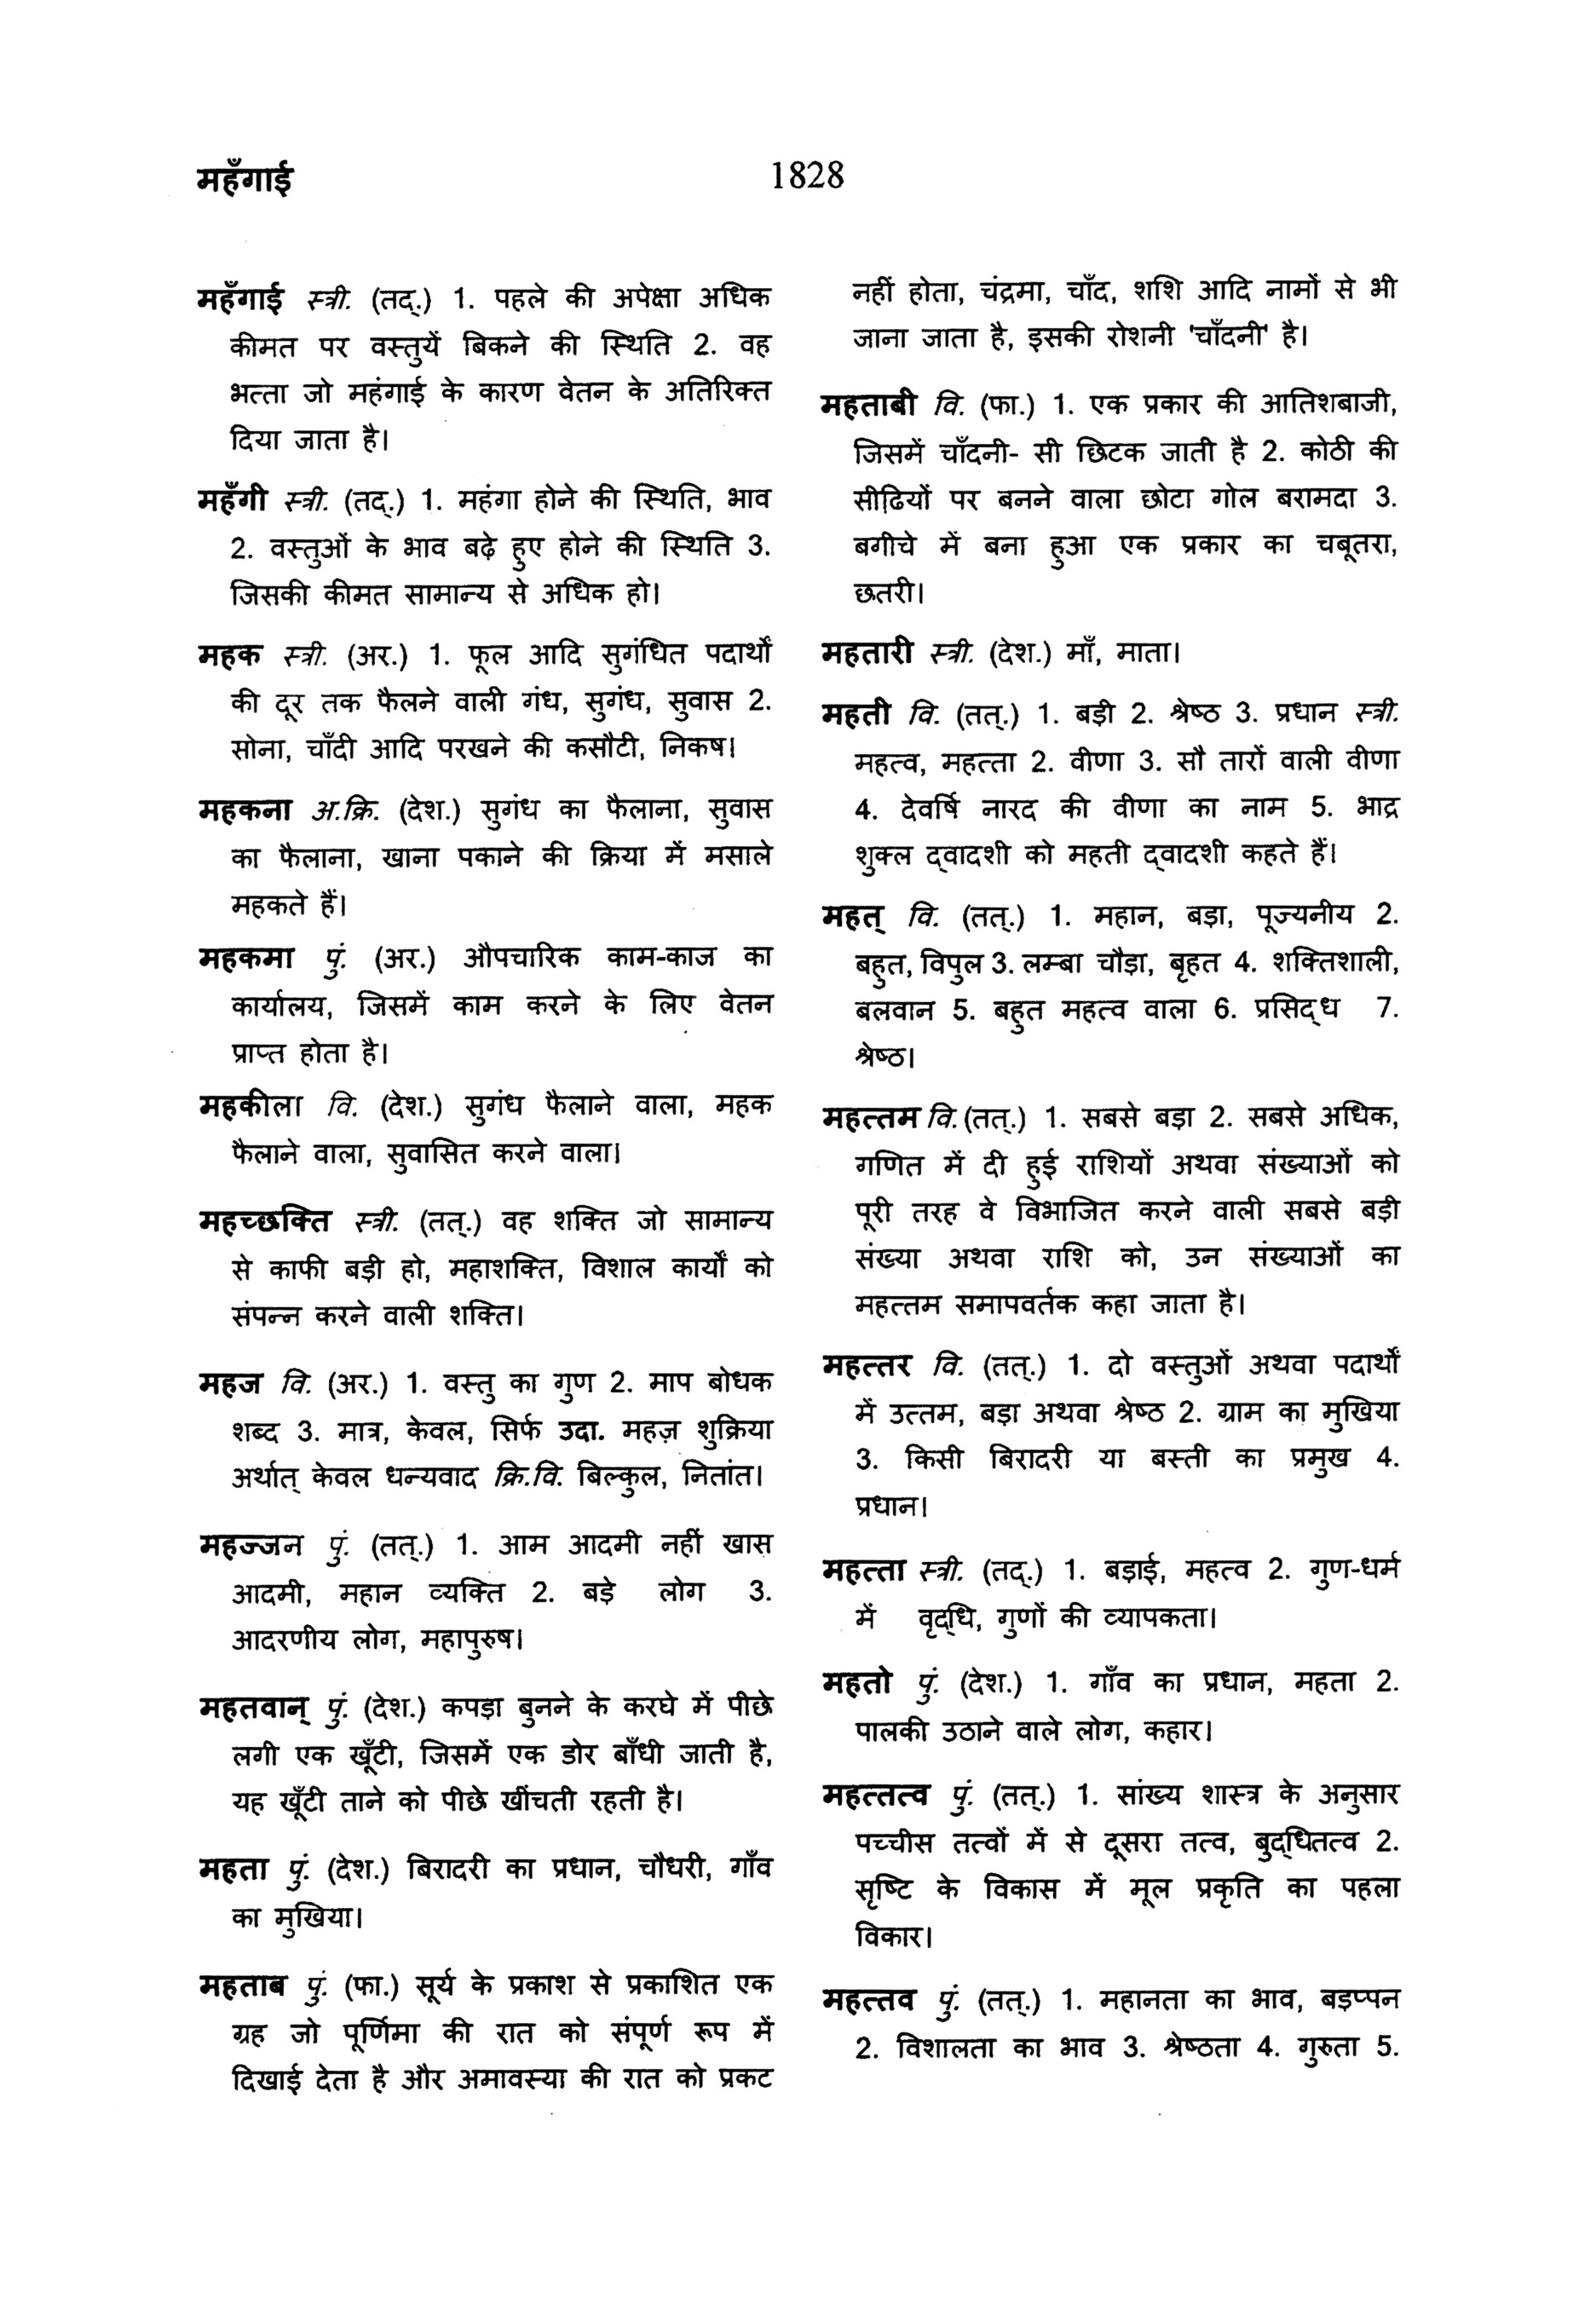 महँगाई
1828
महँगाई स्त्री. (तद्.) 1. पहले की अपेक्षा अधिक
कीमत पर वस्तुयें बिकने की स्थिति 2. वह
भत्ता जो महंगाई के कारण वेतन के अतिरिक्त
दिया जाता है।
महँगी स्त्री. (तद्.) 1. महंगा होने की स्थिति, भाव
2. वस्तुओं के भाव बढ़े हुए होने की स्थिति 3.
जिसकी कीमत सामान्य से अधिक हो।
महक स्त्री. (अर.) 1. फूल आदि सुगंधित पदार्थों
की दूर तक फैलने वाली गंध, सुगंध, सुवास 2.
सोना, चाँदी आदि परखने की कसौटी, निकष।
महकना अ.क्रि. (देश.) सुगंध का फैलाना, सुवास
का फैलाना, खाना पकाने की क्रिया में मसाले
महकते हैं।
महकमा पुं. (अर.) औपचारिक काम-काज का
कार्यालय, जिसमें काम करने के लिए वेतन
प्राप्त होता है।
महकीला वि. (देश.) सुगंध फैलाने वाला, महक
फैलाने वाला, सुवासित करने वाला।
महच्छक्ति स्त्री. (तत्.) वह शक्ति जो सामान्य
से काफी बड़ी हो, महाशक्ति, विशाल कार्यों को
संपन्न करने वाली शक्ति।
महज वि. (अर.) 1. वस्तु का गुण 2. माप बोधक
शब्द 3. मात्र, केवल, सिर्फ उदा. महज़ शुक्रिया
अर्थात् केवल धन्यवाद क्रि.वि. बिल्कुल, नितांत।
महज्जन पुं. (तत्.) 1. आम आदमी नहीं खास
आदमी, महान व्यक्ति 2. बड़े लोग 3.
आदरणीय लोग, महापुरुष।
महतवान् पुं. (देश.) कपड़ा बुनने के करघे में पीछे
लगी एक खूँटी, जिसमें एक डोर बाँधी जाती है,
यह खूँटी ताने को पीछे खींचती रहती है।
महता पुं. (देश.) बिरादरी का प्रधान, चौधरी, गाँव
का मुखिया।
महताब पुं. (फा.) सूर्य के प्रकाश से प्रकाशित एक
ग्रह जो पूर्णिमा की रात को संपूर्ण रूप में
दिखाई देता है और अमावस्या की रात को प्रकट
नहीं होता, चंद्रमा, चाँद, शशि आदि नामों से भी
जाना जाता है, इसकी रोशनी 'चाँदनी' है।
महताबी वि. (फा.) 1. एक प्रकार की आतिशबाजी,
जिसमें चाँदनी- सी छिटक जाती है 2. कोठी की
सीढ़ियों पर बनने वाला छोटा गोल बरामदा 3.
बगीचे में बना हुआ एक प्रकार का चबूतरा,
छतरी।
महतारी स्त्री. (देश.) माँ, माता।
महती वि. (तत्.) 1. बड़ी 2. श्रेष्ठ 3. प्रधान स्त्री.
महत्व, महत्ता 2. वीणा 3. सौ तारों वाली वीणा
4. देवर्षि नारद की वीणा का नाम 5. भाद्र
शुक्ल द्वादशी को महती द्वादशी कहते हैं।
महत् वि. (तत्.) 1. महान, बड़ा, पूज्यनीय 2.
बहुत, विपुल 3. लम्बा चौड़ा, बृहत 4. शक्तिशाली,
बलवान 5. बहुत महत्व वाला 6. प्रसिद्ध 7.
श्रेष्ठ।
महत्तम वि. (तत्.) 1. सबसे बड़ा 2. सबसे अधिक,
गणित में दी हुई राशियों अथवा संख्याओं को
पूरी तरह वे विभाजित करने वाली सबसे बड़ी
संख्या अथवा राशि को, उन संख्याओं का
महत्तम समापवर्तक कहा जाता है।
महत्तर वि. (तत्.) 1. दो वस्तुओं अथवा पदार्थों
में उत्तम, बड़ा अथवा श्रेष्ठ 2. ग्राम का मुखिया
3. किसी बिरादरी या बस्ती का प्रमुख 4.
प्रधान।
महत्ता स्त्री. (तद्.) 1. बड़ाई, महत्व 2. गुण-धर्म
में वृद्धि, गुणों की व्यापकता।
महतो पुं. (देश.) 1. गाँव का प्रधान, महता 2.
पालकी उठाने वाले लोग, कहार।
महत्तत्व पुं. (तत्.) 1. सांख्य शास्त्र के अनुसार
पच्चीस तत्वों में से दूसरा तत्व, बुद्धितत्व 2.
सृष्टि के विकास में मूल प्रकृति का पहला
विकार।
महत्तव पुं. (तत्.) 1. महानता का भाव, बड़प्पन
2. विशालता का भाव 3. श्रेष्ठता 4. गुरुता 5.